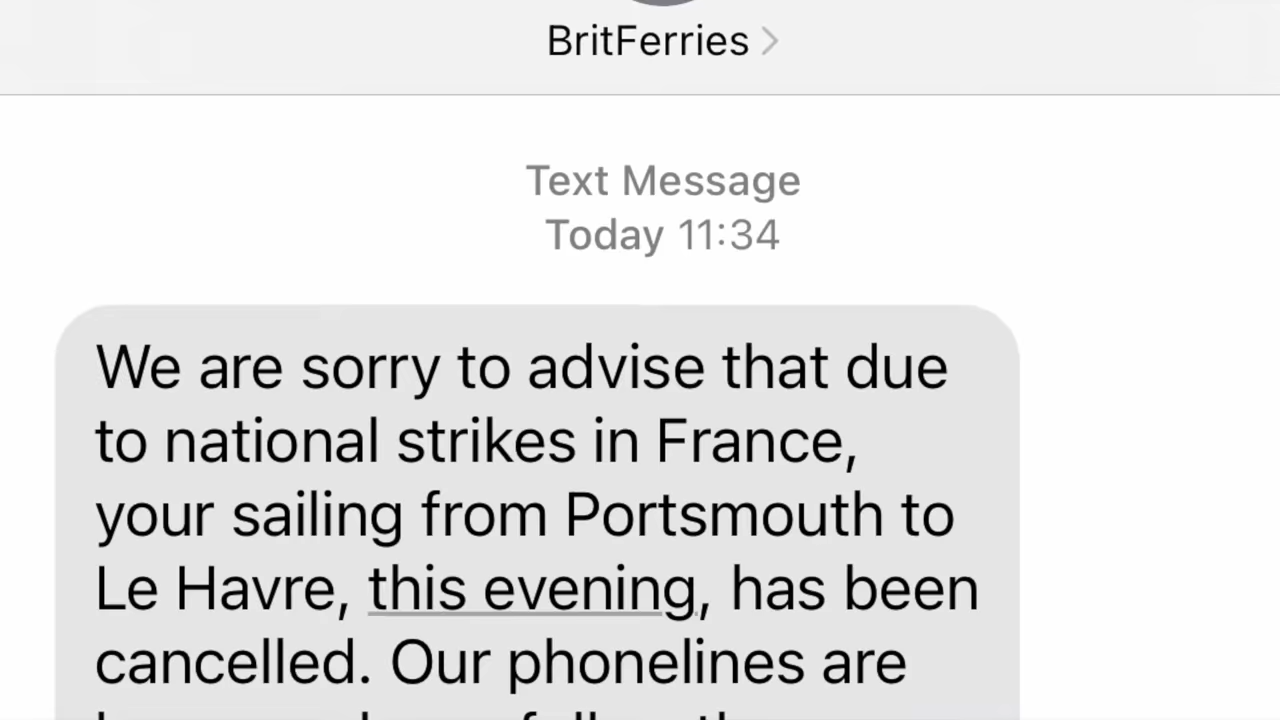 BritFerries
Text Message
Today 11:34
We are sorry to advise that due
to national strikes in France,
your sailing from Portsmouth to
Le Havre, this evening, has been
cancelled. Our phonelines are